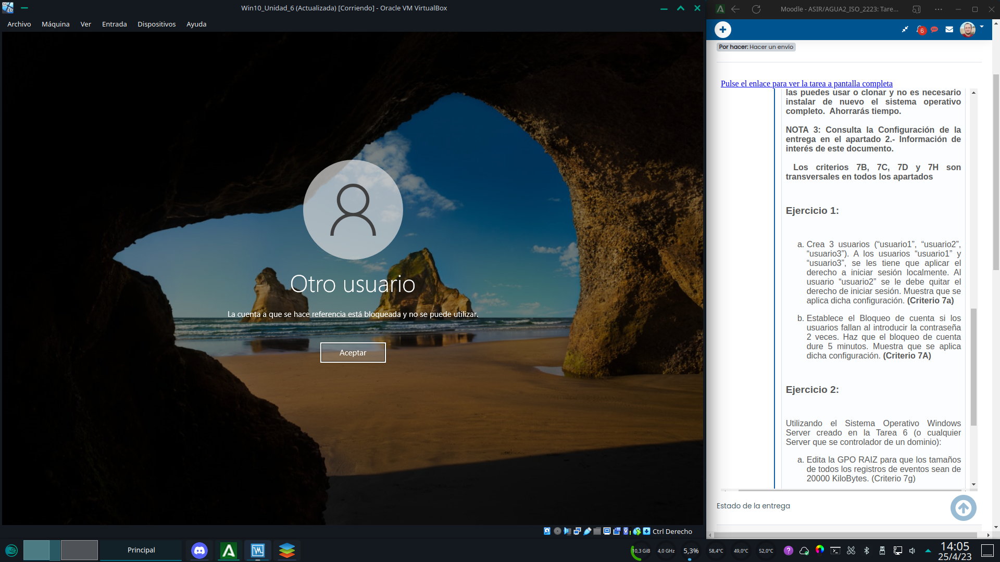 Win10_Unidad_6 (Actualizada) [Corriendo] - Oracle VM VirtualBox
Archivo Máquina Ver Entrada Dispositivos Ayuda
Otro usuario
La cuenta a que se hace referencia está bloqueada y no se puede utilizar.
Aceptar
Ctrl Derecho
Moodle - ASIR/AGUA2_ISO_2223: Tare...
6
Por hacer: Hacer un envío
Pulse el enlace para ver la tarea a pantalla completa
las puedes usar o clonar y no es necesario
instalar de nuevo el sistema operativo
completo. Ahorrarás tiempo.
NOTA 3: Consulta la Configuración de la
entrega en el apartado 2.- Información de
interés de este documento.
Los criterios 7B, 7C, 7D y 7H son
transversales en todos los apartados
Ejercicio 1:
a. Crea 3 usuarios (“usuario1”, “usuario2”,
“usuario3”). A los usuarios “usuario1” y
“usuario3”, se les tiene que aplicar el
derecho a iniciar sesión localmente. Al
usuario “usuario2” se le debe quitar el
derecho de iniciar sesión. Muestra que se
aplica dicha configuración. (Criterio 7a)
b. Establece el Bloqueo de cuenta si los
usuarios fallan al introducir la contraseña
2 veces. Haz que el bloqueo de cuenta
dure 5 minutos. Muestra que se aplica
dicha configuración. (Criterio 7A)
Ejercicio 2:
Utilizando el Sistema Operativo Windows
Server creado en la Tarea 6 (o cualquier
Server que se controlador de un dominio):
a. Edita la GPO RAIZ para que los tamaños
de todos los registros de eventos sean de
20000 KiloBytes. (Criterio 7g)
Estado de la entrega
Principal
10,3 GiB 4,0 GHz 5,3% 58,4°C 49,0°C 52,0°C
14:05
25/4/23